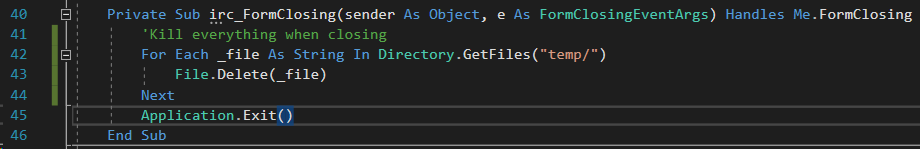 40 Private Sub irc_FormClosing(sender As Object, e As FormClosingEventArgs) Handles Me.FormClosing
41 'Kill everything when closing
42 For Each _file As String In Directory.GetFiles("temp/")
43 File.Delete(_file)
44 Next
45 Application.Exit()
46 End Sub